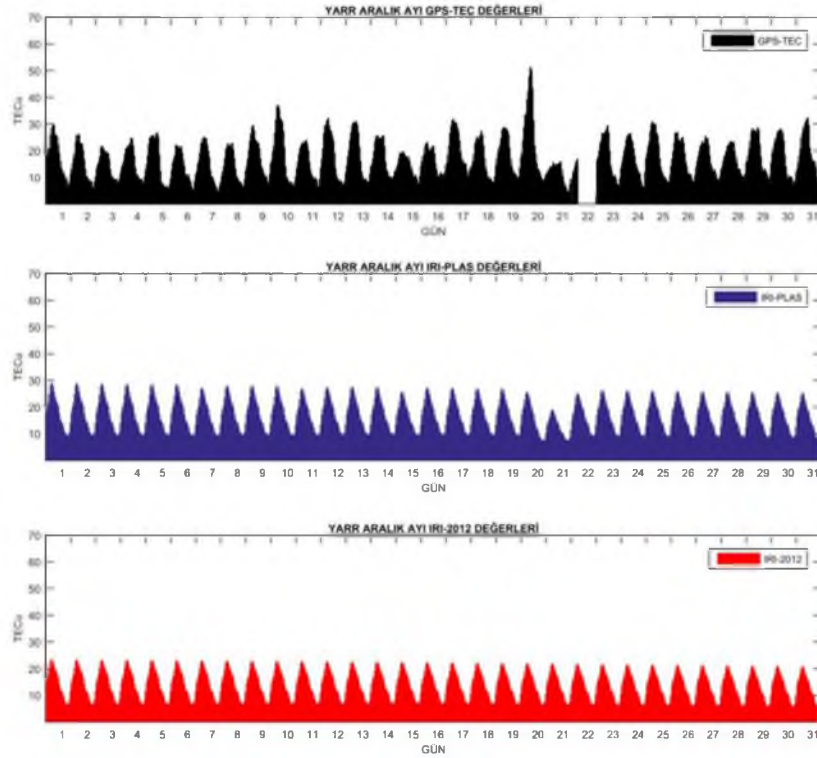 YARR ARALIK AYI GPS-TEC DEĞERLERİ
70
60
50
40
30
20
10
TECu
GPS-TEC
1 2 3 4 5 6 7 8 9 10 11 12 13 14 15 16 17 18 19 20 21 22 23 24 25 26 27 28 29 30 31
GÜN
YARR ARALIK AYI IRI-PLAS DEĞERLERİ
70
60
50
40
30
20
10
TECu
IRI-PLAS
1 2 3 4 5 6 7 8 9 10 11 12 13 14 15 16 17 18 19 20 21 22 23 24 25 26 27 28 29 30 31
GÜN
YARR ARALIK AYI IRI-2012 DEĞERLERİ
70
60
50
40
30
20
10
TECu
IRI-2012
1 2 3 4 5 6 7 8 9 10 11 12 13 14 15 16 17 18 19 20 21 22 23 24 25 26 27 28 29 30 31
GÜN